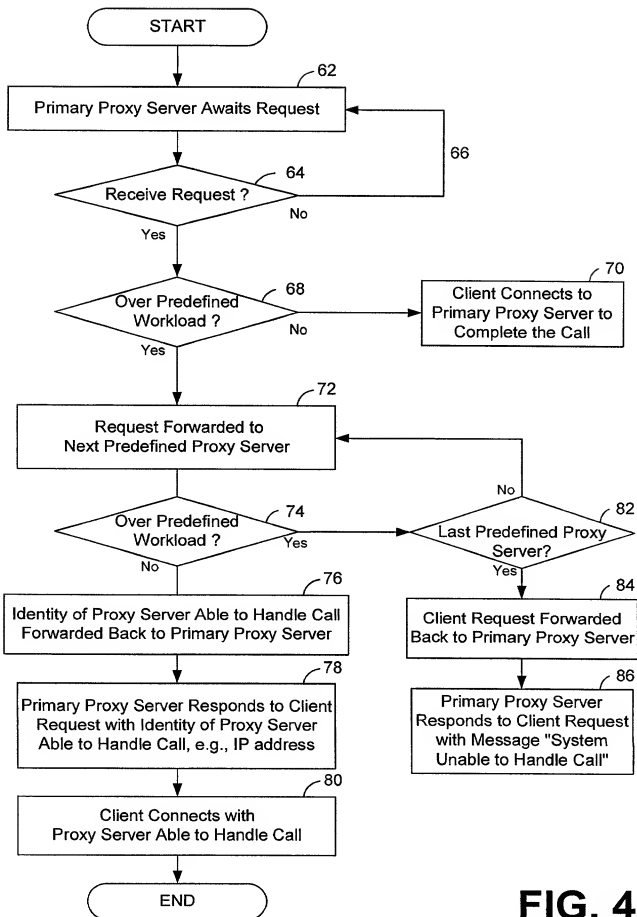 START
62
Primary Proxy Server Awaits Request
66
64
Receive Request ?
No
Yes
68
Over Predefined
Workload ?
No
Yes
70
Client Connects to
Primary Proxy Server to
Complete the Call
72
Request Forwarded to
Next Predefined Proxy Server
74
Over Predefined
Workload ?
Yes
No
82
Last Predefined Proxy
Server?
No
Yes
76
Identity of Proxy Server Able to Handle Call
Forwarded Back to Primary Proxy Server
84
Client Request Forwarded
Back to Primary Proxy Server
78
Primary Proxy Server Responds to Client
Request with Identity of Proxy Server
Able to Handle Call, e.g., IP address
86
Primary Proxy Server
Responds to Client Request
with Message "System
Unable to Handle Call"
80
Client Connects with
Proxy Server Able to Handle Call
END
FIG. 4